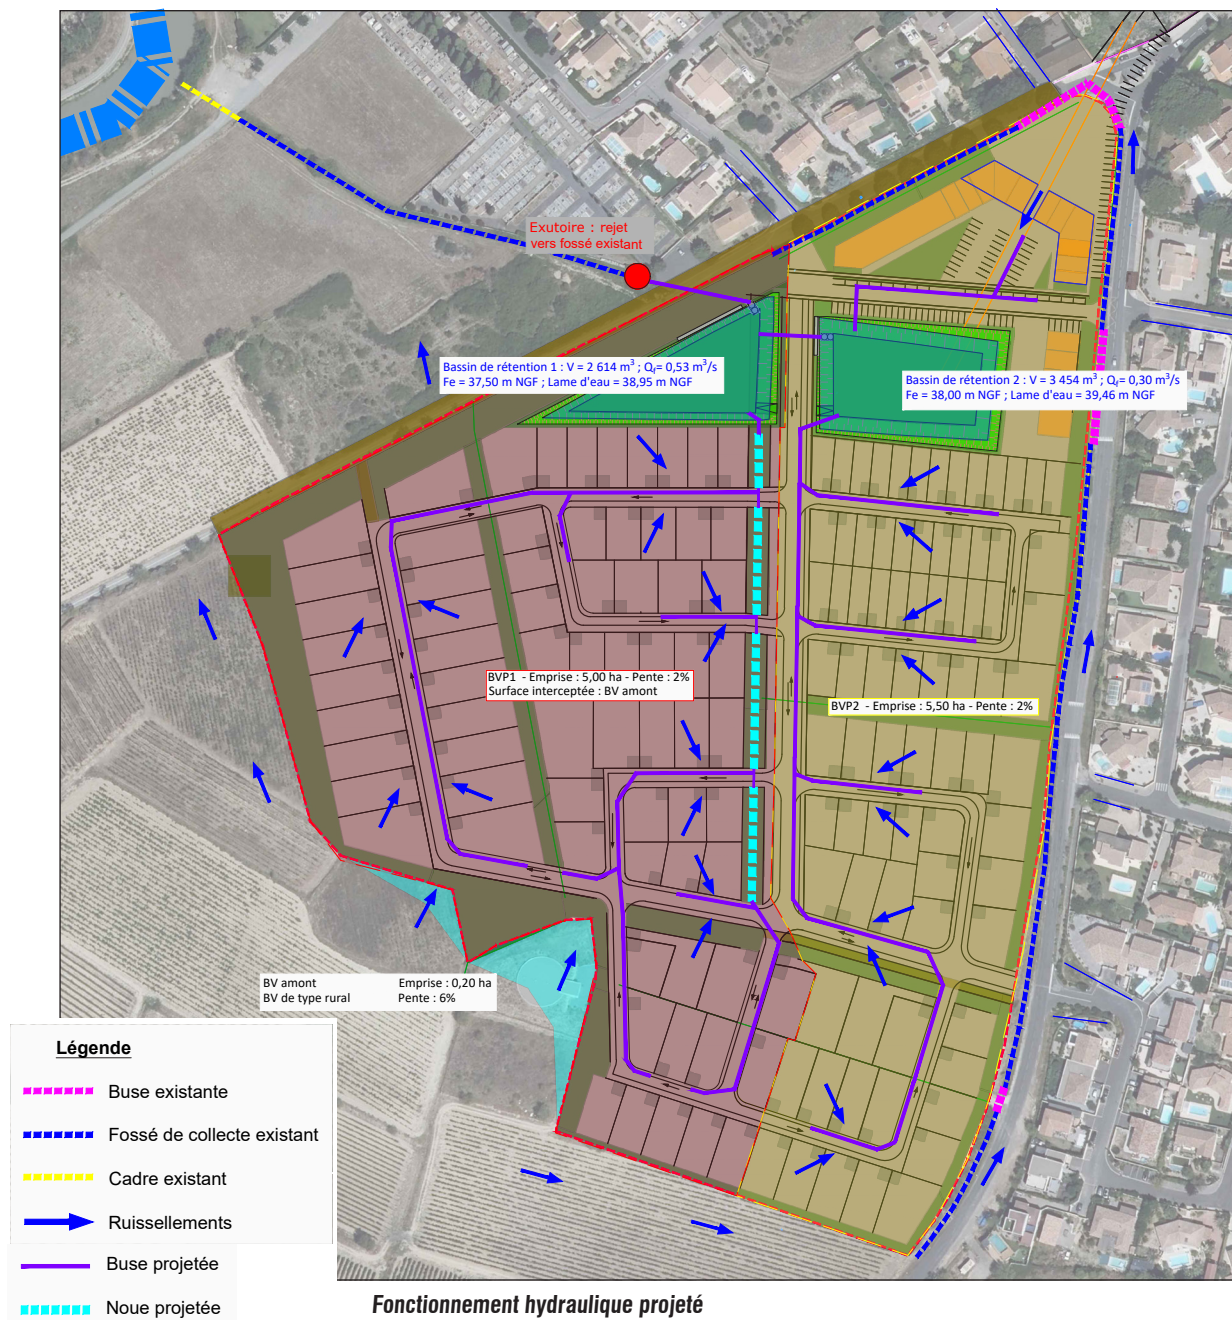 Exutoire : rejet
vers fossé existant
Bassin de rétention 1 : V = 2 614 m³ ; Qf= 0,53 m³/s
Fe = 37,50 m NGF ; Lame d'eau = 38,95 m NGF
Bassin de rétention 2 : V = 3 454 m³ ; Qf= 0,30 m³/s
Fe = 38,00 m NGF ; Lame d'eau = 39,46 m NGF
BVP1 - Emprise : 5,00 ha - Pente : 2%
Surface interceptée : BV amont
BVP2 - Emprise : 5,50 ha - Pente : 2%
BV amont Emprise : 0,20 ha
BV de type rural Pente : 6%
Légende
Buse existante
Fossé de collecte existant
Cadre existant
Ruissellements
Buse projetée
Noue projetée
Fonctionnement hydraulique projeté